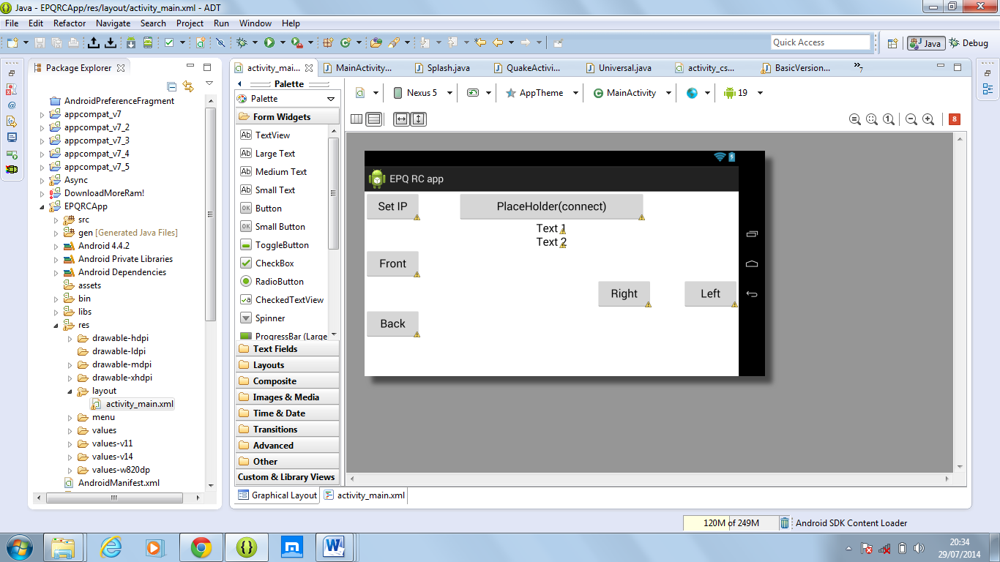 Java - EPQRCApp/res/layout/activity_main.xml - ADT
File Edit Refactor Navigate Search Project Run Window Help
Quick Access
Java
Debug
Package Explorer
AndroidPreferenceFragment
appcompat_v7
appcompat_v7_2
appcompat_v7_3
appcompat_v7_4
appcompat_v7_5
Async
DownloadMoreRam!
EPQRCApp
src
gen [Generated Java Files]
Android 4.4.2
Android Private Libraries
Android Dependencies
assets
bin
libs
res
drawable-hdpi
drawable-ldpi
drawable-mdpi
drawable-xhdpi
layout
activity_main.xml
menu
values
values-v11
values-v14
values-w820dp
AndroidManifest.xml
activity_mai... MainActivity... Splash.java QuakeActivi... Universal.java activity_cs... BasicVersion... »7
Palette
Palette
Form Widgets
Ab TextView
Ab Large Text
Ab Medium Text
Ab Small Text
OK Button
OK Small Button
ToggleButton
CheckBox
RadioButton
CheckedTextView
Spinner
ProgressBar (Large
Text Fields
Layouts
Composite
Images & Media
Time & Date
Transitions
Advanced
Other
Custom & Library Views
Nexus 5 AppTheme MainActivity 19
8
EPQ RC app
Set IP
PlaceHolder(connect)
Text 1
Text 2
Front
Right
Left
Back
Graphical Layout activity_main.xml
120M of 249M
Android SDK Content Loader
20:34
29/07/2014